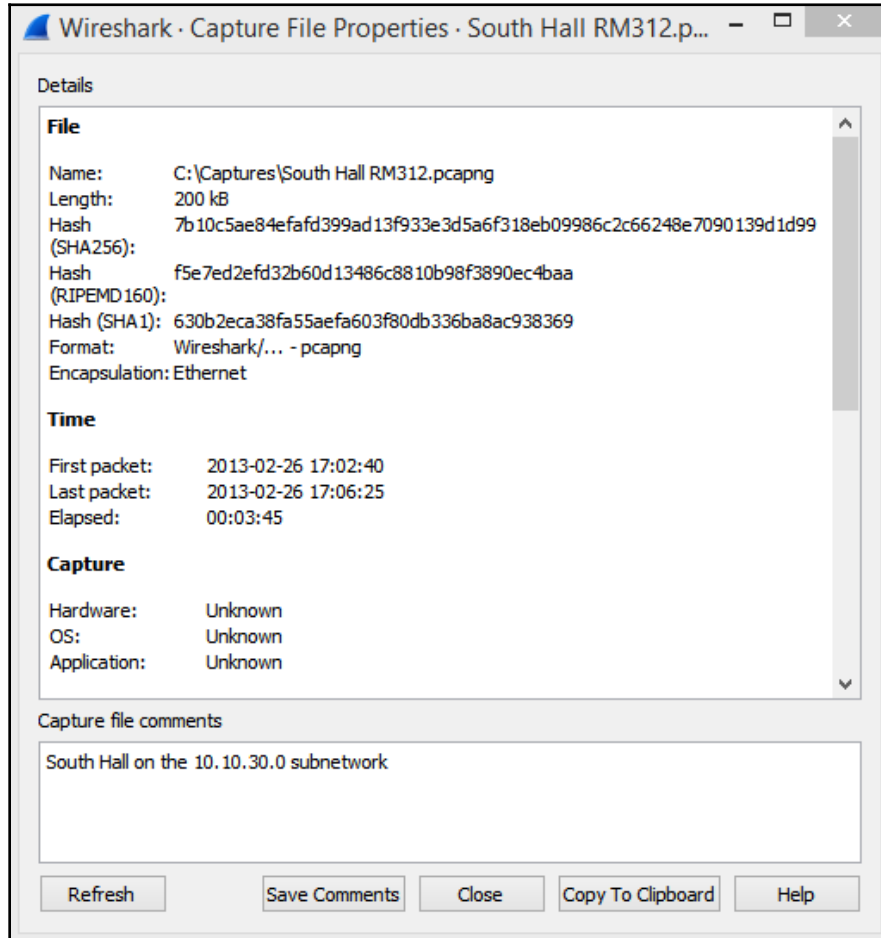 Wireshark · Capture File Properties · South Hall RM312.p...
Details
File
Name: C:\Captures\South Hall RM312.pcapng
Length: 200 kB
Hash (SHA256): 7b10c5ae84efafd399ad13f933e3d5a6f318eb09986c2c66248e7090139d1d99
Hash (RIPEMD160): f5e7ed2efd32b60d13486c8810b98f3890ec4baa
Hash (SHA1): 630b2eca38fa55aefa603f80db336ba8ac938369
Format: Wireshark/... - pcapng
Encapsulation: Ethernet
Time
First packet: 2013-02-26 17:02:40
Last packet: 2013-02-26 17:06:25
Elapsed: 00:03:45
Capture
Hardware: Unknown
OS: Unknown
Application: Unknown
Capture file comments
South Hall on the 10.10.30.0 subnetwork
Refresh Save Comments Close Copy To Clipboard Help